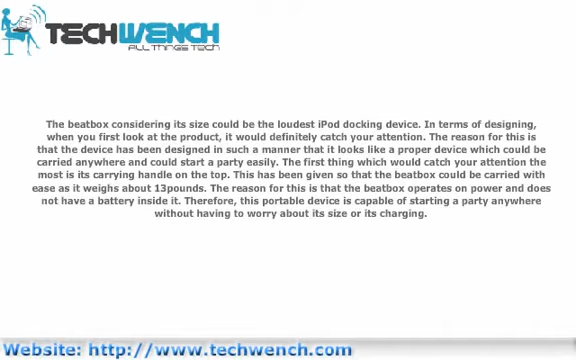 TECHWENCH
ALL THINGS TECH
The beatbox considering its size could be the loudest iPod docking device. In terms of designing,
when you first look at the product, it would definitely catch your attention. The reason for this is
that the device has been designed in such a manner that it looks like a proper device which could be
carried anywhere and could start a party easily. The first thing which would catch your attention the
most is its carrying handle on the top. This has been given so that the beatbox could be carried with
ease as it weighs about 13pounds. The reason for this is that the beatbox operates on power and does
not have a battery inside it. Therefore, this portable device is capable of starting a party anywhere
without having to worry about its size or its charging.
Website: http://www.techwench.com